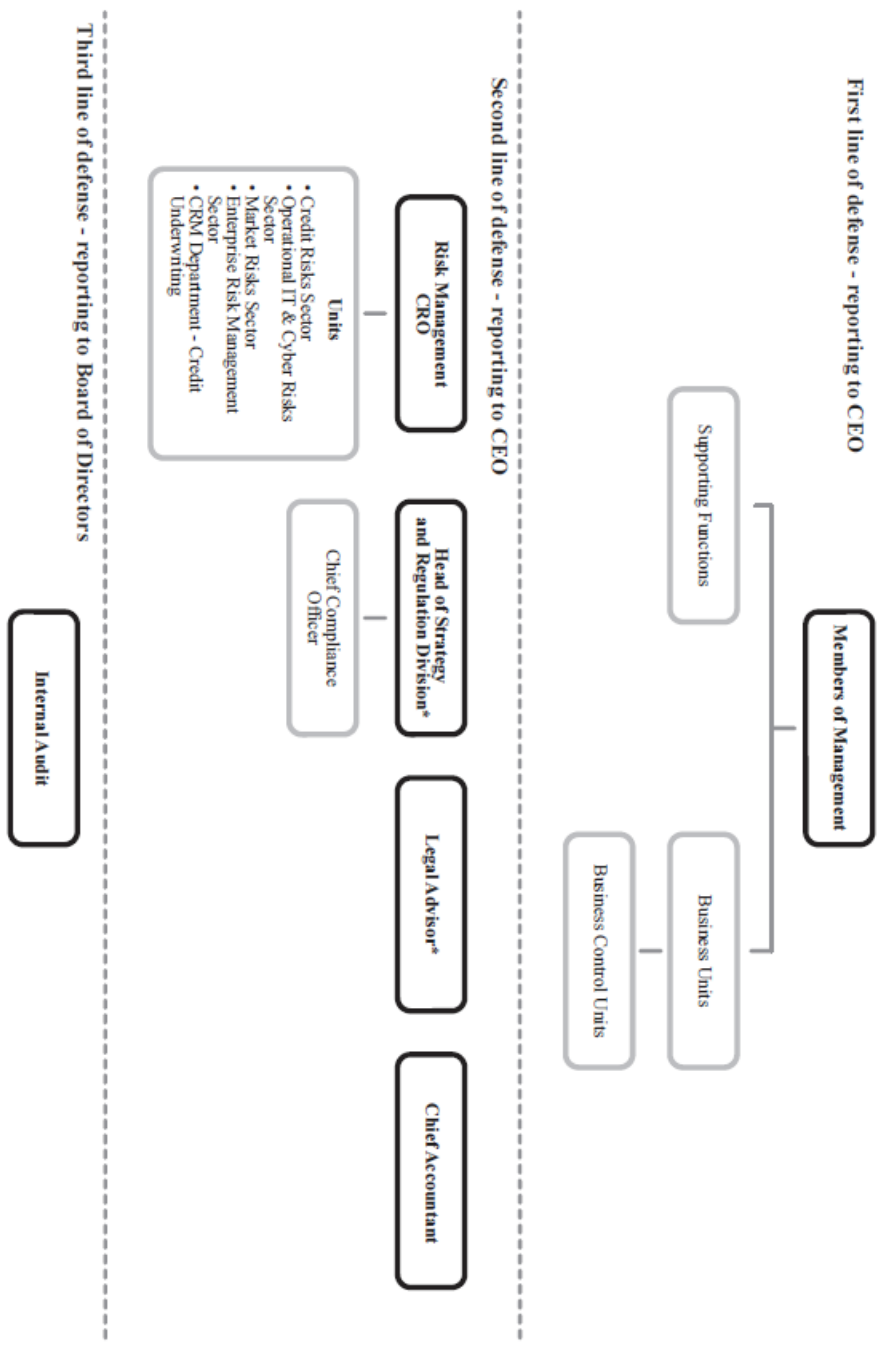 First line of defense - reporting to CEO
Members of Management
Supporting Functions
Business Units
Business Control Units
Second line of defense - reporting to CEO
Risk Management
CRO
Head of Strategy
and Regulation Division*
Legal Advisor*
Chief Accountant
Units
• Credit Risks Sector
• Operational IT & Cyber Risks
Sector
• Market Risks Sector
• Enterprise Risk Management
Sector
• CRM Department - Credit
Underwriting
Chief Compliance
Officer
Third line of defense - reporting to Board of Directors
Internal Audit